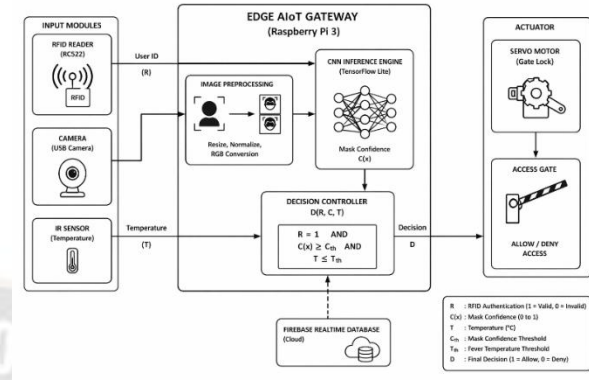 INPUT MODULES
RFID READER
(RC522)
RFID
CAMERA
(USB Camera)
IR SENSOR
(Temperature)
User ID
(R)
Temperature
(T)
EDGE AIoT GATEWAY
(Raspberry Pi 3)
IMAGE PREPROCESSING
Resize, Normalize,
RGB Conversion
CNN INFERENCE ENGINE
(TensorFlow Lite)
Mask Confidence
C(x)
DECISION CONTROLLER
D(R, C, T)
R = 1 AND
C(x) ≥ Cth AND
T ≤ Tth
Decision
D
FIREBASE REALTIME DATABASE
(Cloud)
ACTUATOR
SERVO MOTOR
(Gate Lock)
ACCESS GATE
ALLOW / DENY
ACCESS
R : RFID Authentication (1 = Valid, 0 = Invalid)
C(x) : Mask Confidence (0 to 1)
T : Temperature (°C)
Cth : Mask Confidence Threshold
Tth : Fever Temperature Threshold
D : Final Decision (1 = Allow, 0 = Deny)